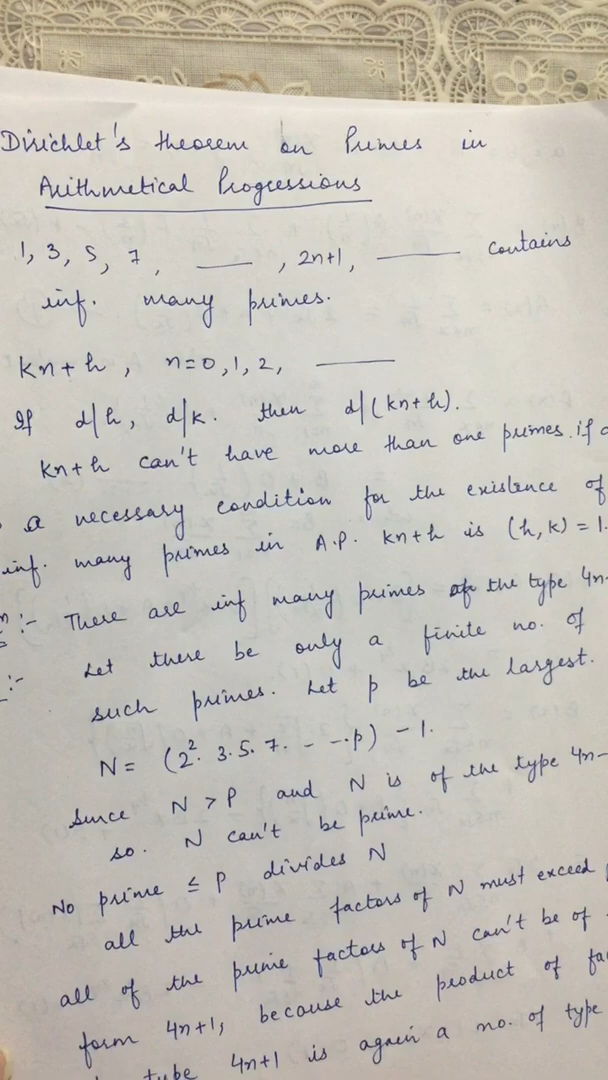 Dirichlet's theorem on Primes in
Arithmetical Progressions
1, 3, 5, 7, ——, 2n+1, —— contains
inf. many primes.
kn+h, n=0,1,2, ——
If d/h, d/k. then d/(kn+h).
kn+h can't have more than one primes. if
a necessary condition for the existence of
inf. many primes in A.P. kn+h is (h,k)=1.
:- There are inf many primes of the type 4n-
:- Let there be only a finite no. of
such primes. Let p be the largest.
N = (2².3.5.7. - - -.p) - 1.
Since N > p and N is of the type 4n-
so. N can't be prime.
No prime ≤ p divides N
all the prime factors of N must exceed
all of the prime factors of N can't be of
form 4n+1, because the product of
type 4n+1 is again a no. of type